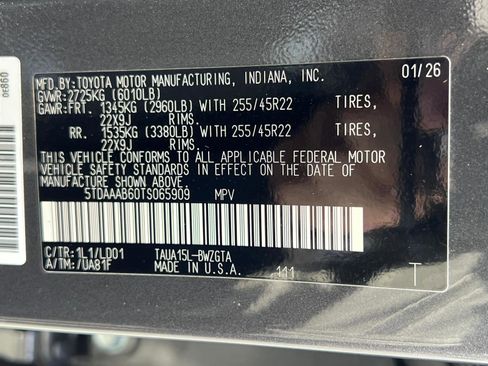 MFD.BY:TOYOTA MOTOR MANUFACTURING, INDIANA, INC. 01/26
GVWR:2725KG (6010LB)
GAWR:FRT. 1345KG (2960LB) WITH 255/45R22 TIRES,
22X9J RIMS.
RR. 1535KG (3380LB) WITH 255/45R22 TIRES,
22X9J RIMS.
THIS VEHICLE CONFORMS TO ALL APPLICABLE FEDERAL MOTOR
VEHICLE SAFETY STANDARDS IN EFFECT ON THE DATE OF
MANUFACTURE SHOWN ABOVE.
5TDAAAB60TS065909 MPV
C/TR:1L1/LD01 TAUA15L-BWZGTA
A/TM:/UA81F MADE IN U.S.A. 111 T